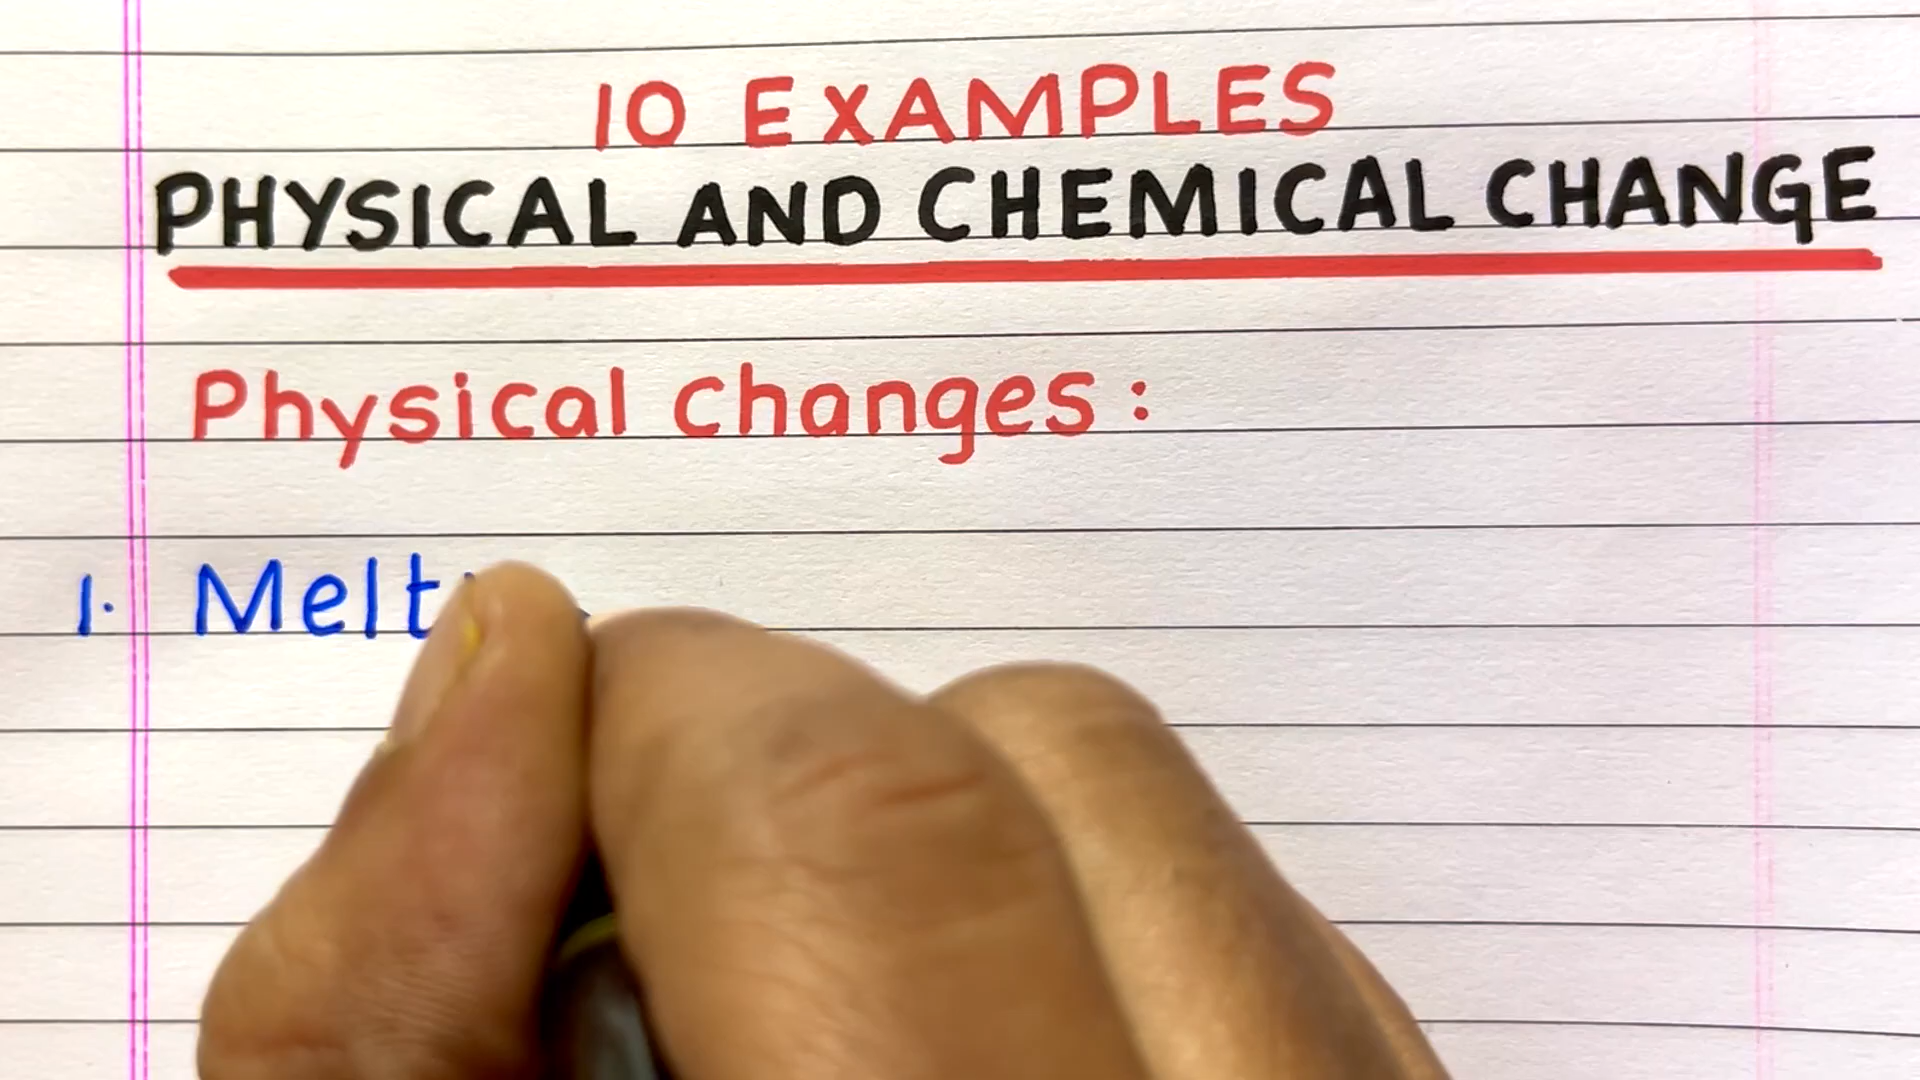 10 EXAMPLES
PHYSICAL AND CHEMICAL CHANGE
Physical changes :
1. Melt